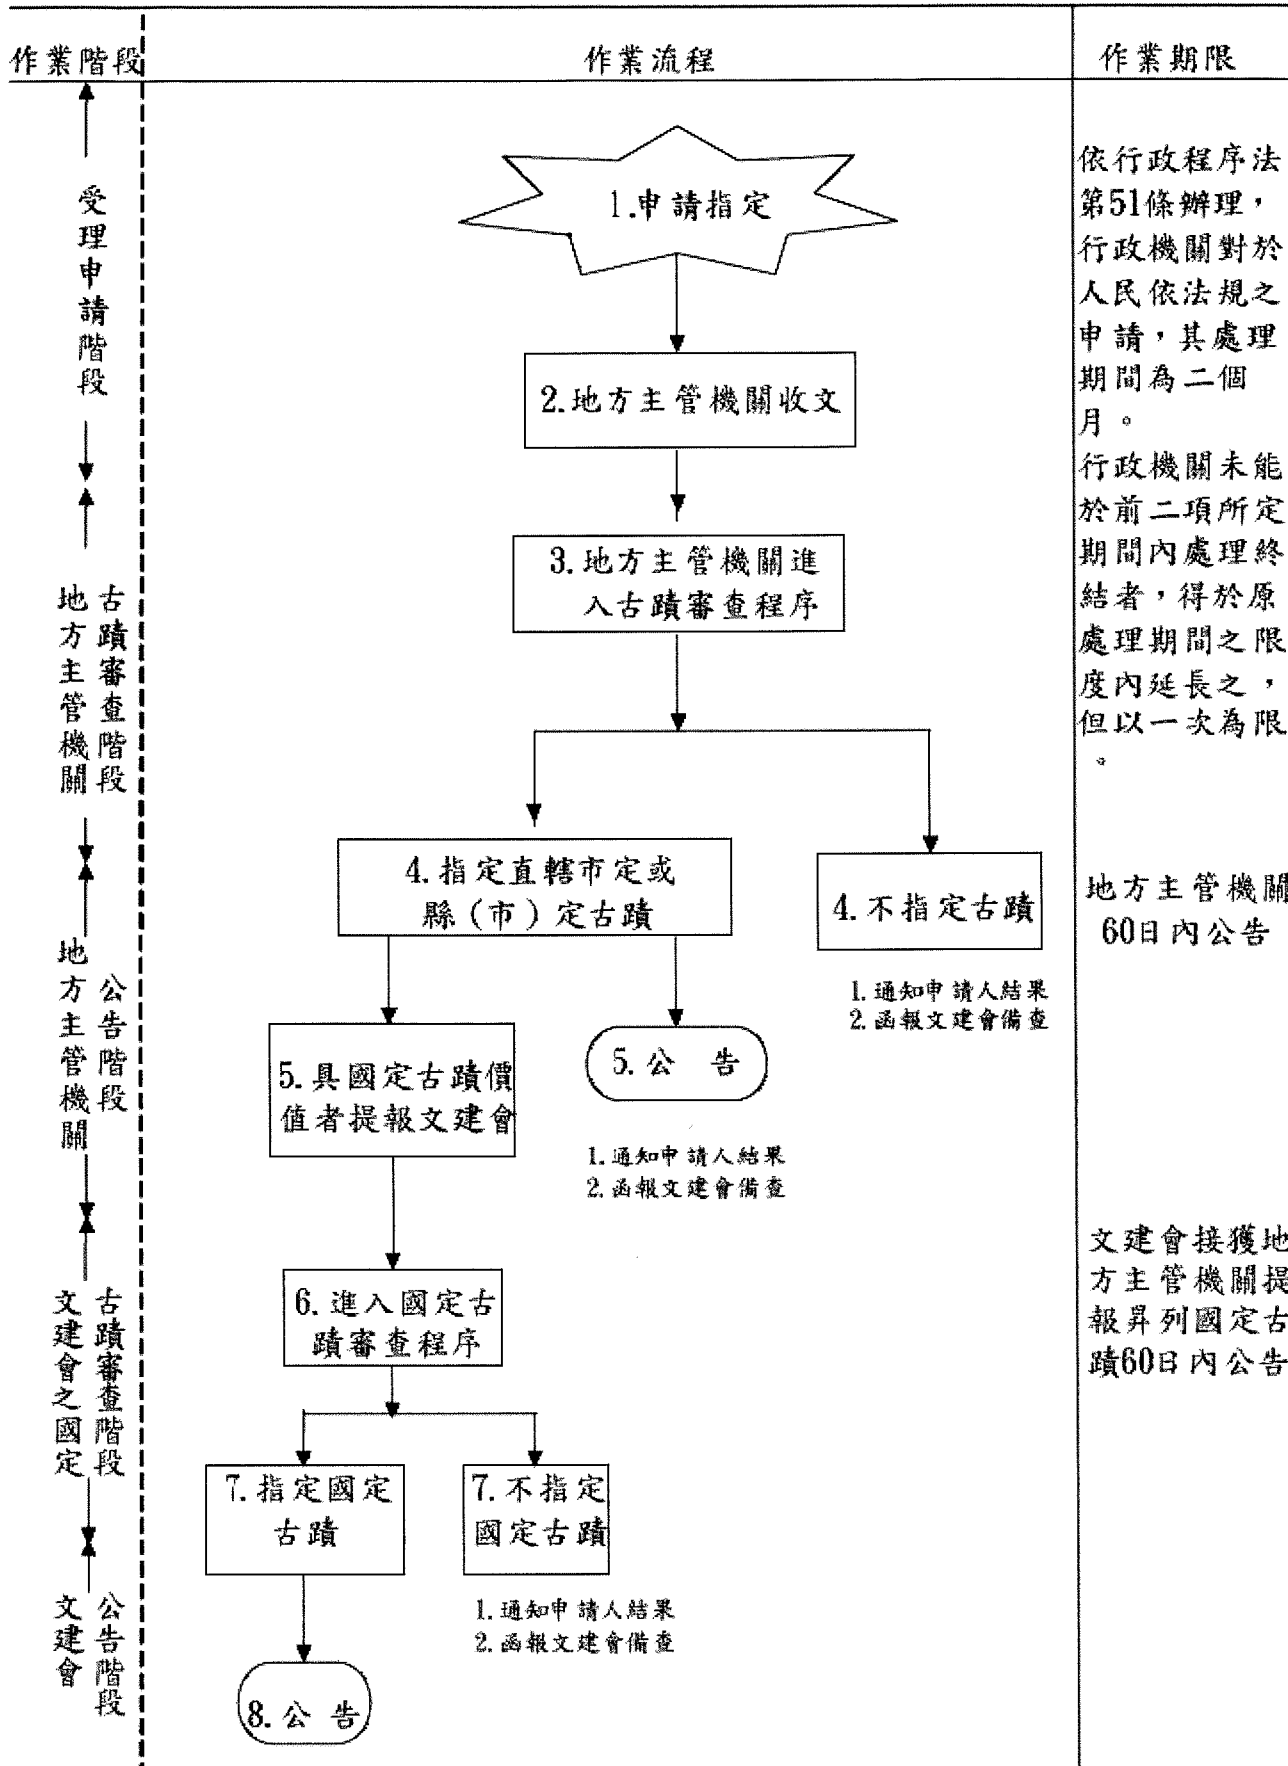 作業階段
作業流程
作業期限
受理申請階段
地方主管機關
古蹟審查階段
地方主管機關
公告階段
文建會之國定
古蹟審查階段
文建會
公告階段
1.申請指定
2.地方主管機關收文
3.地方主管機關進
入古蹟審查程序
4.指定直轄市定或
縣(市)定古蹟
4.不指定古蹟
1.通知申請人結果
2.函報文建會備查
5.具國定古蹟價
值者提報文建會
5.公 告
1.通知申請人結果
2.函報文建會備查
6.進入國定古
蹟審查程序
7.指定國定
古蹟
7.不指定
國定古蹟
1.通知申請人結果
2.函報文建會備查
8.公 告
依行政程序法
第51條辦理,
行政機關對於
人民依法規之
申請,其處理
期間為二個
月。
行政機關未能
於前二項所定
期間內處理終
結者,得於原
處理期間之限
度內延長之,
但以一次為限
。
地方主管機關
60日內公告
文建會接獲地
方主管機關提
報昇列國定古
蹟60日內公告